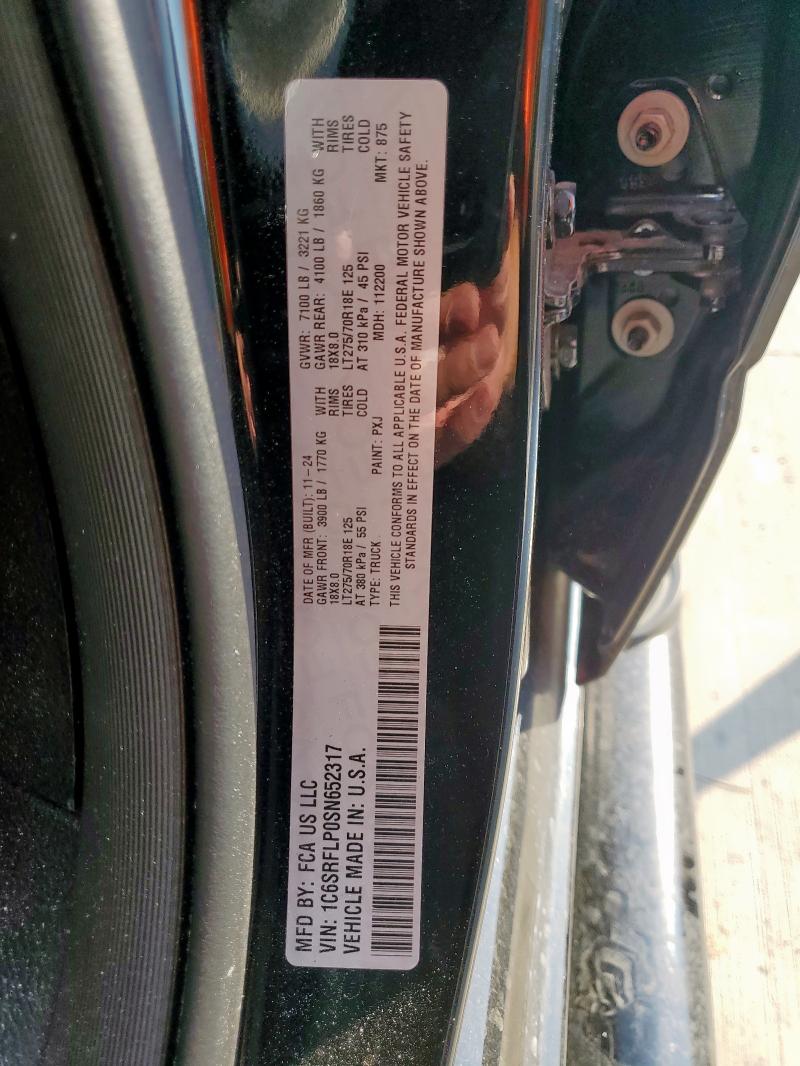 MFD BY: FCA US LLC
VIN: 1C6SRFLP0SN652317
VEHICLE MADE IN: U.S.A.
DATE OF MFR (BUILT): 11-24 GVWR: 7100 LB / 3221 KG
GAWR FRONT: 3900 LB / 1770 KG WITH GAWR REAR: 4100 LB / 1860 KG WITH
18X8.0 RIMS 18X8.0 RIMS
LT275/70R18E 125 TIRES LT275/70R18E 125 TIRES
AT 380 kPa / 55 PSI COLD AT 310 kPa / 45 PSI COLD
TYPE: TRUCK PAINT: PXJ MDH: 112200 MKT: 875
THIS VEHICLE CONFORMS TO ALL APPLICABLE U.S.A. FEDERAL MOTOR VEHICLE SAFETY
STANDARDS IN EFFECT ON THE DATE OF MANUFACTURE SHOWN ABOVE.